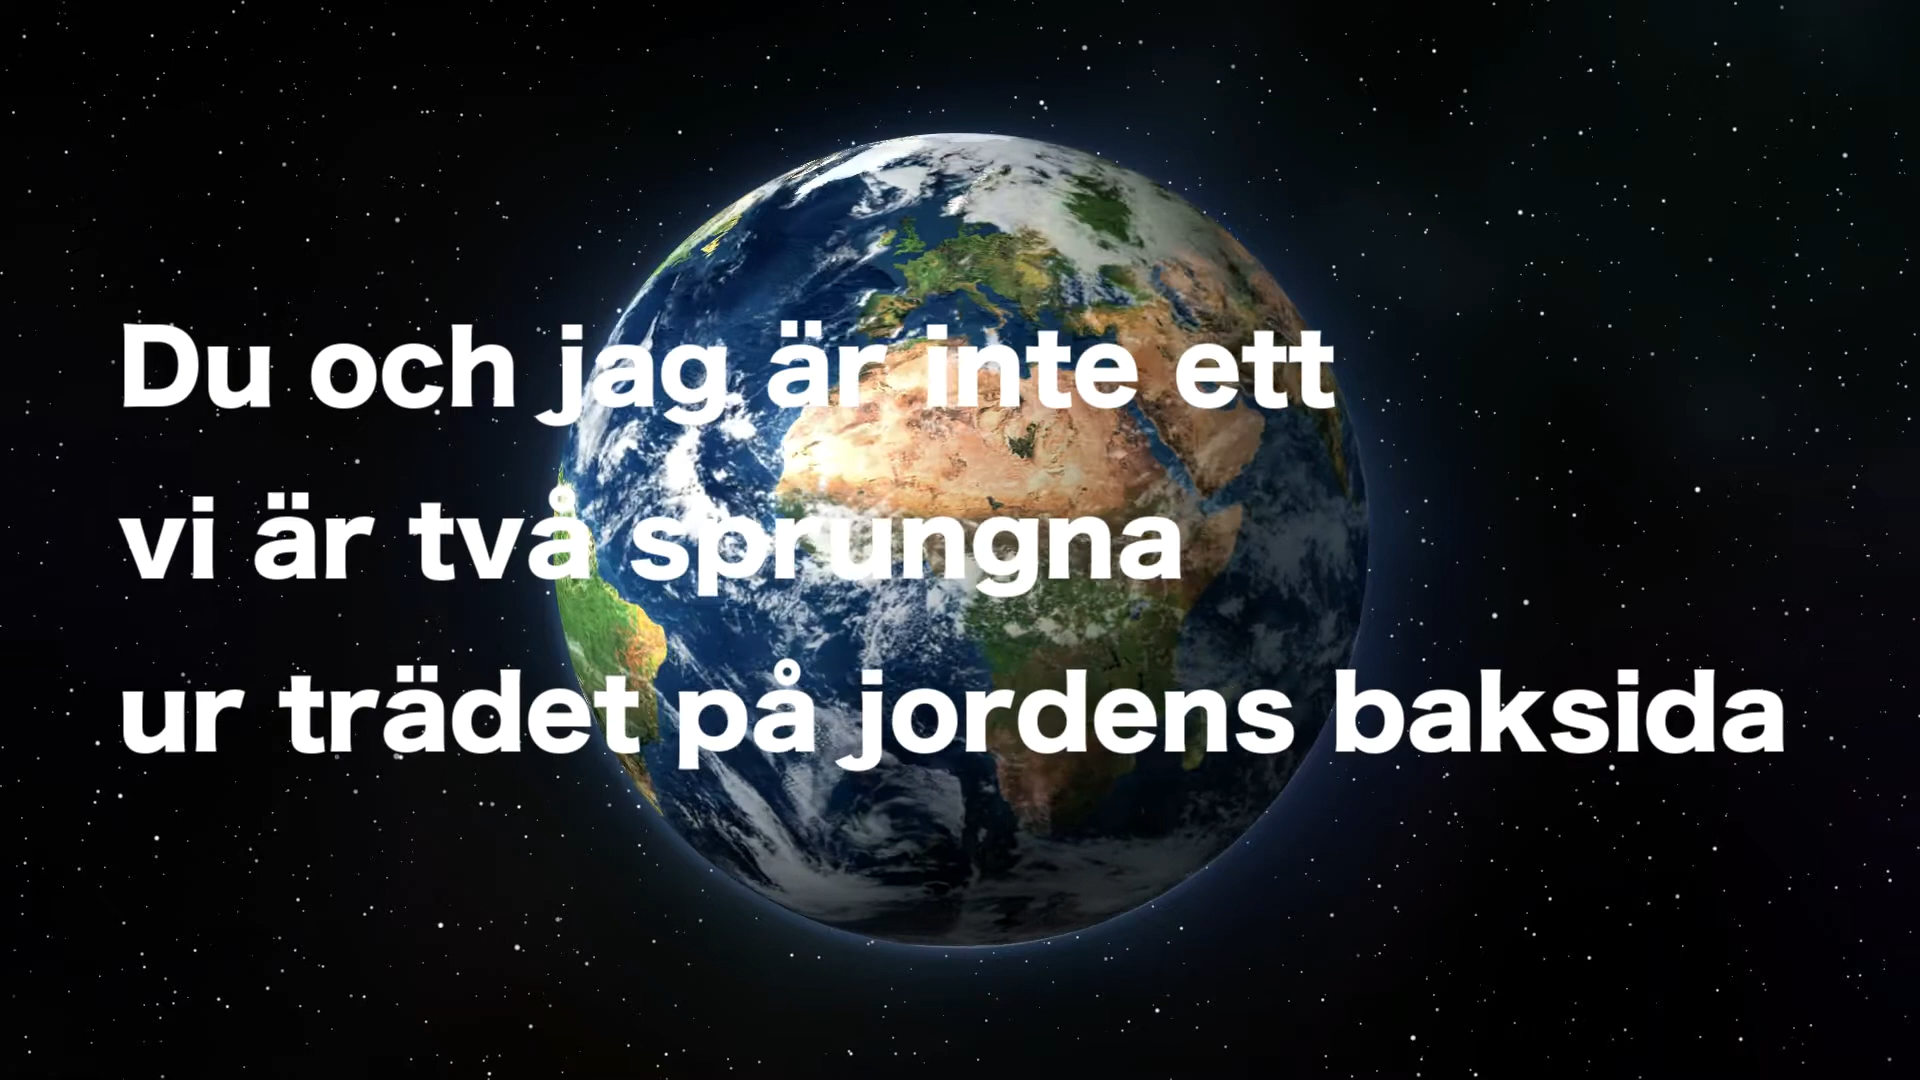 Du och jag är inte ett
vi är två sprungna
ur trädet på jordens baksida